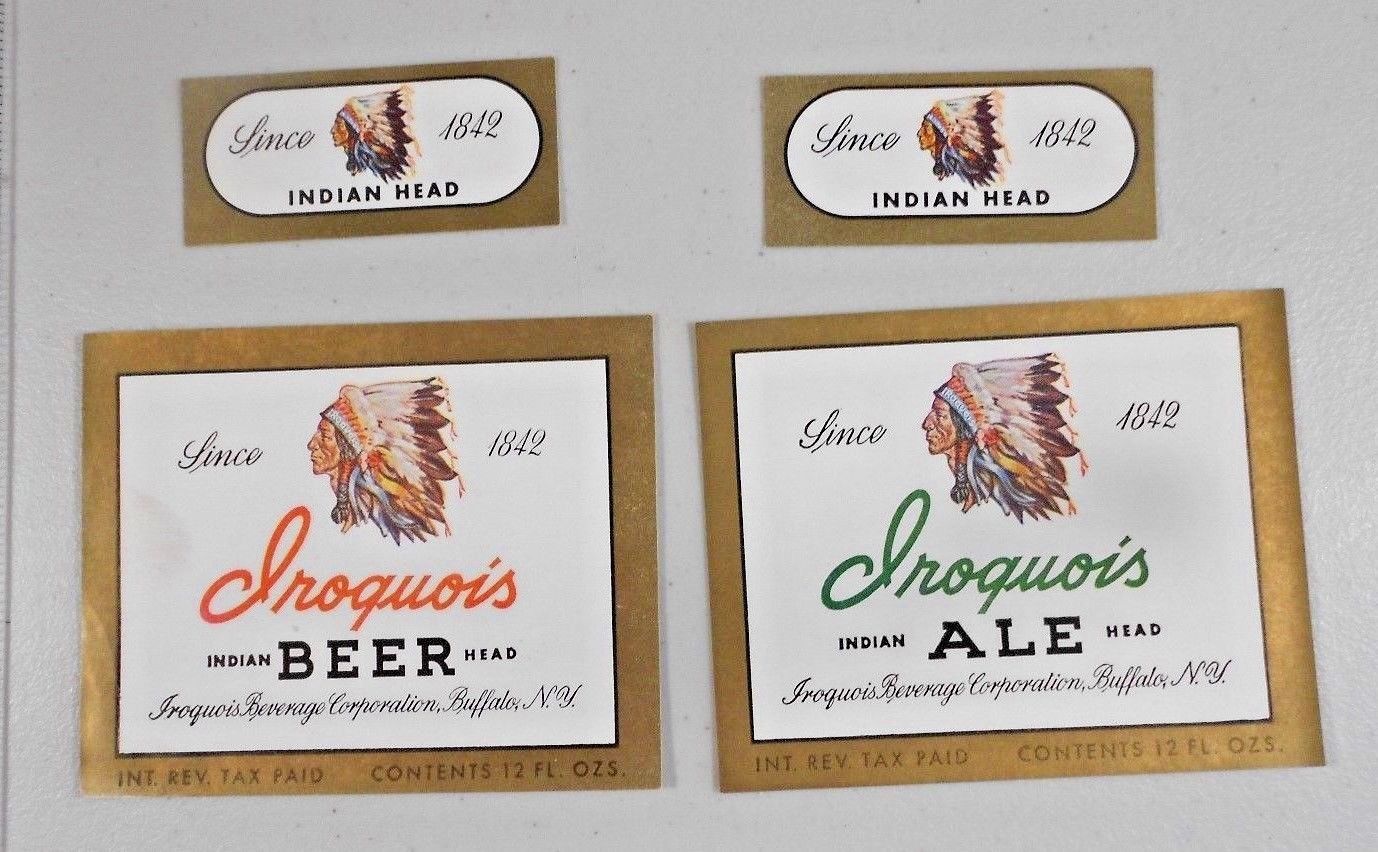 Since 1842
INDIAN HEAD
Since 1842
INDIAN HEAD
Since 1842
Iroquois
INDIAN BEER HEAD
Iroquois Beverage Corporation, Buffalo, N.Y.
INT. REV. TAX PAID CONTENTS 12 FL. OZS.
Since 1842
IROQUOIS
Iroquois
INDIAN ALE HEAD
Iroquois Beverage Corporation, Buffalo, N.Y.
INT. REV. TAX PAID CONTENTS 12 FL. OZS.